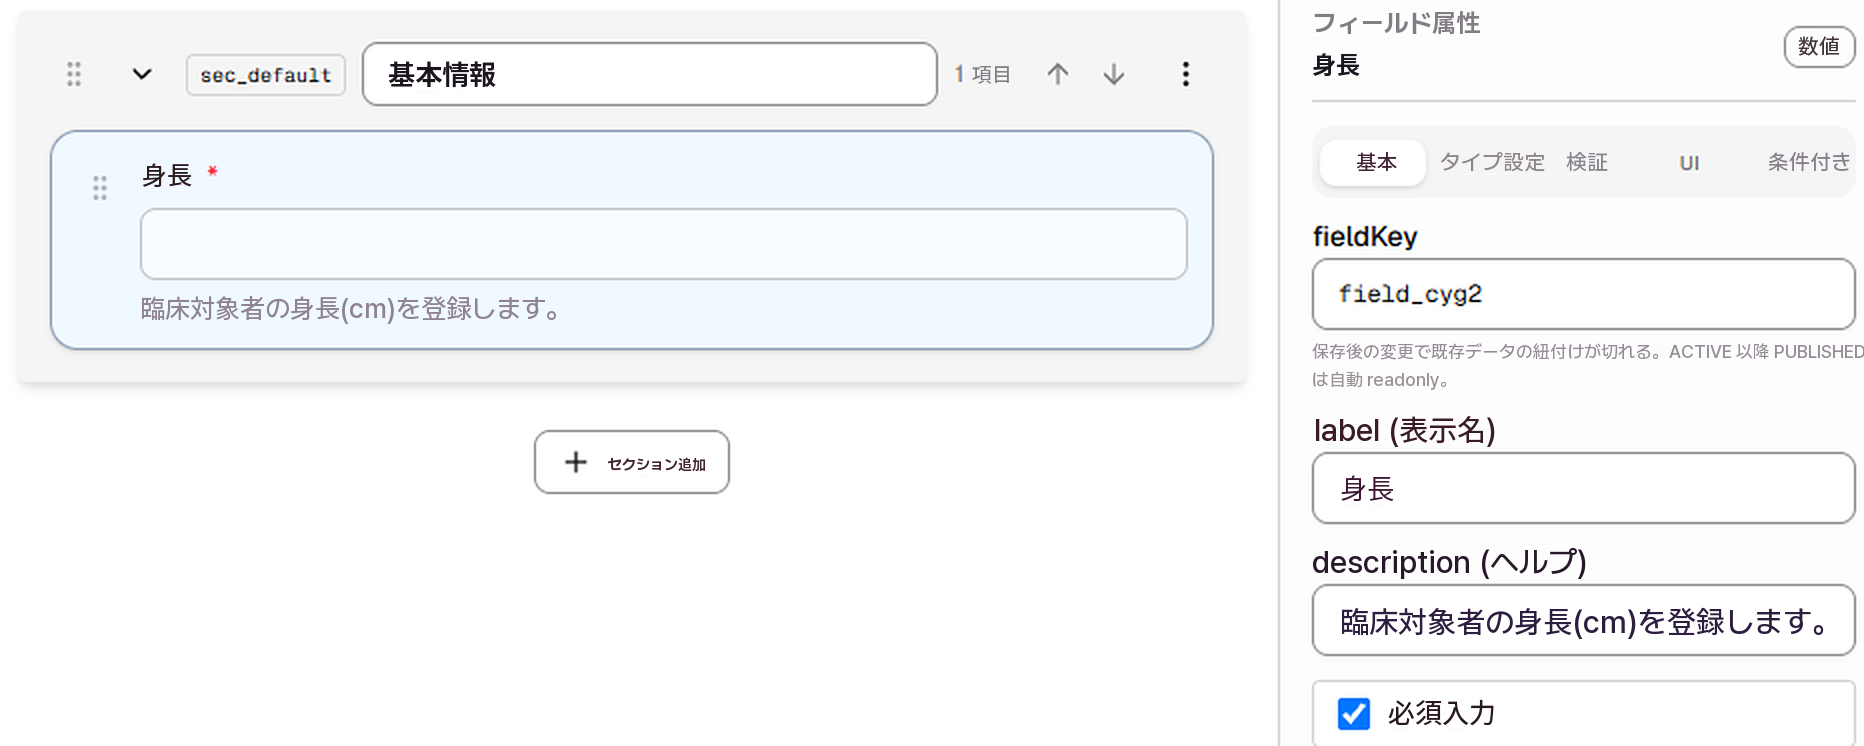 sec_default 基本情報 1 項目
身長 *
臨床対象者の身長(cm)を登録します。
セクション追加
フィールド属性
身長
数値
基本 タイプ設定 検証 UI 条件付き
fieldKey
field_cyg2
保存後の変更で既存データの紐付けが切れる。ACTIVE 以降 PUBLISHED
は自動 readonly。
label (表示名)
身長
description (ヘルプ)
臨床対象者の身長(cm)を登録します。
必須入力